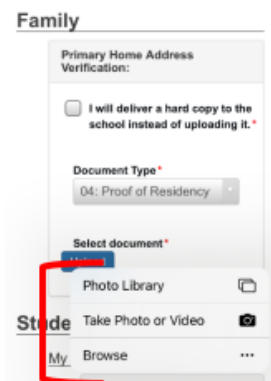 Family
Primary Home Address
Verification:
I will deliver a hard copy to the
school instead of uploading it.*
Document Type*
04: Proof of Residency
Select document*
Upload
Photo Library
Take Photo or Video
Browse
My